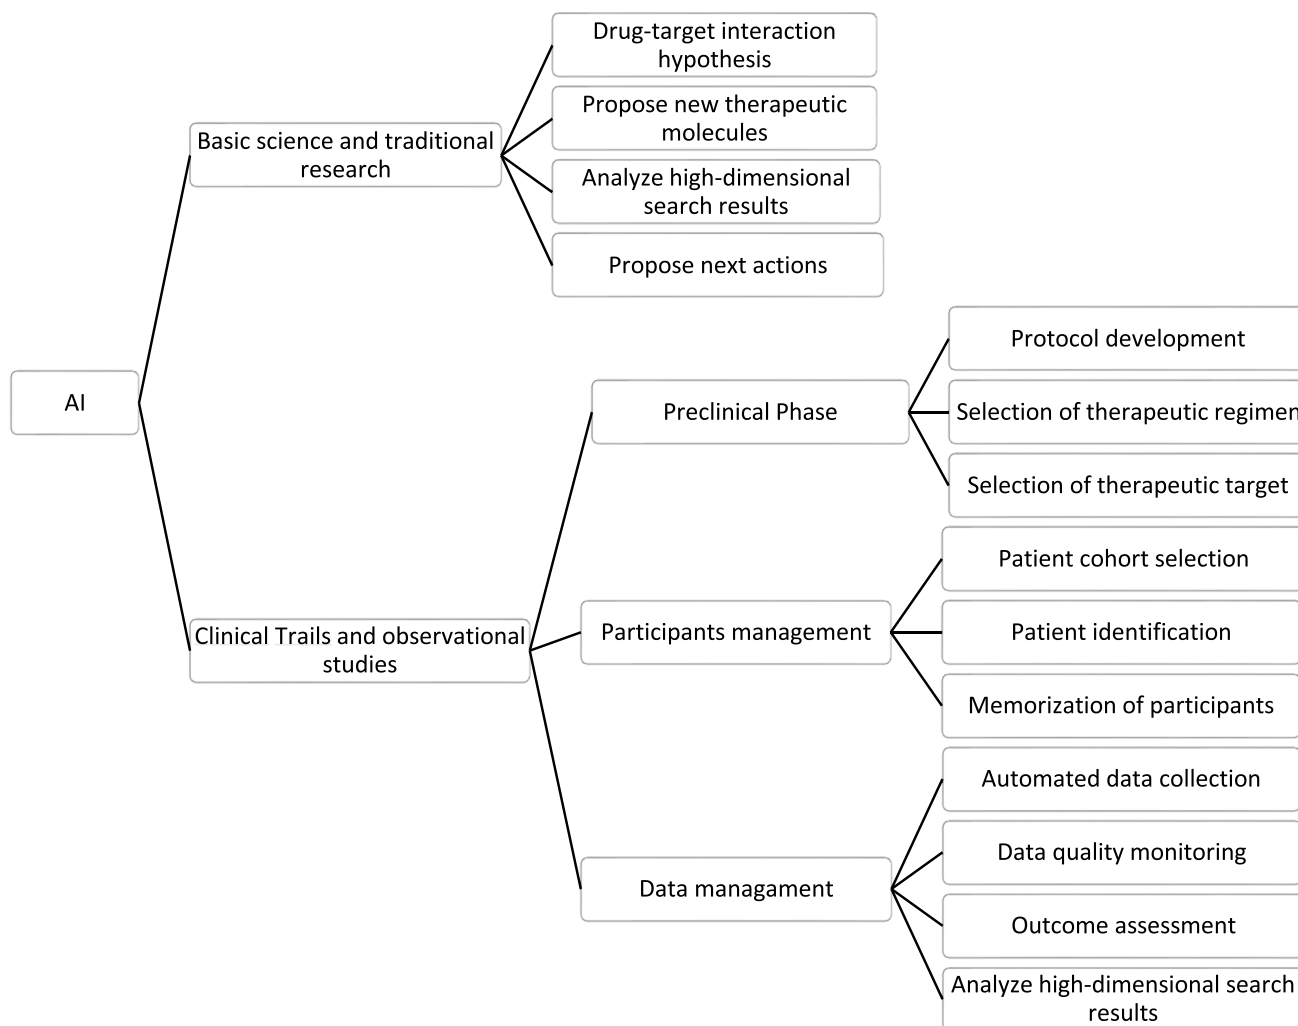 Drug-target interaction
hypothesis
Propose new therapeutic
molecules
Basic science and traditional
research
Analyze high-dimensional
search results
Propose next actions
Protocol development
AI
Preclinical Phase
Selection of therapeutic regimen
Selection of therapeutic target
Patient cohort selection
Clinical Trails and observational
studies
Participants management
Patient identification
Memorization of participants
Automated data collection
Data quality monitoring
Data managament
Outcome assessment
Analyze high-dimensional search
results